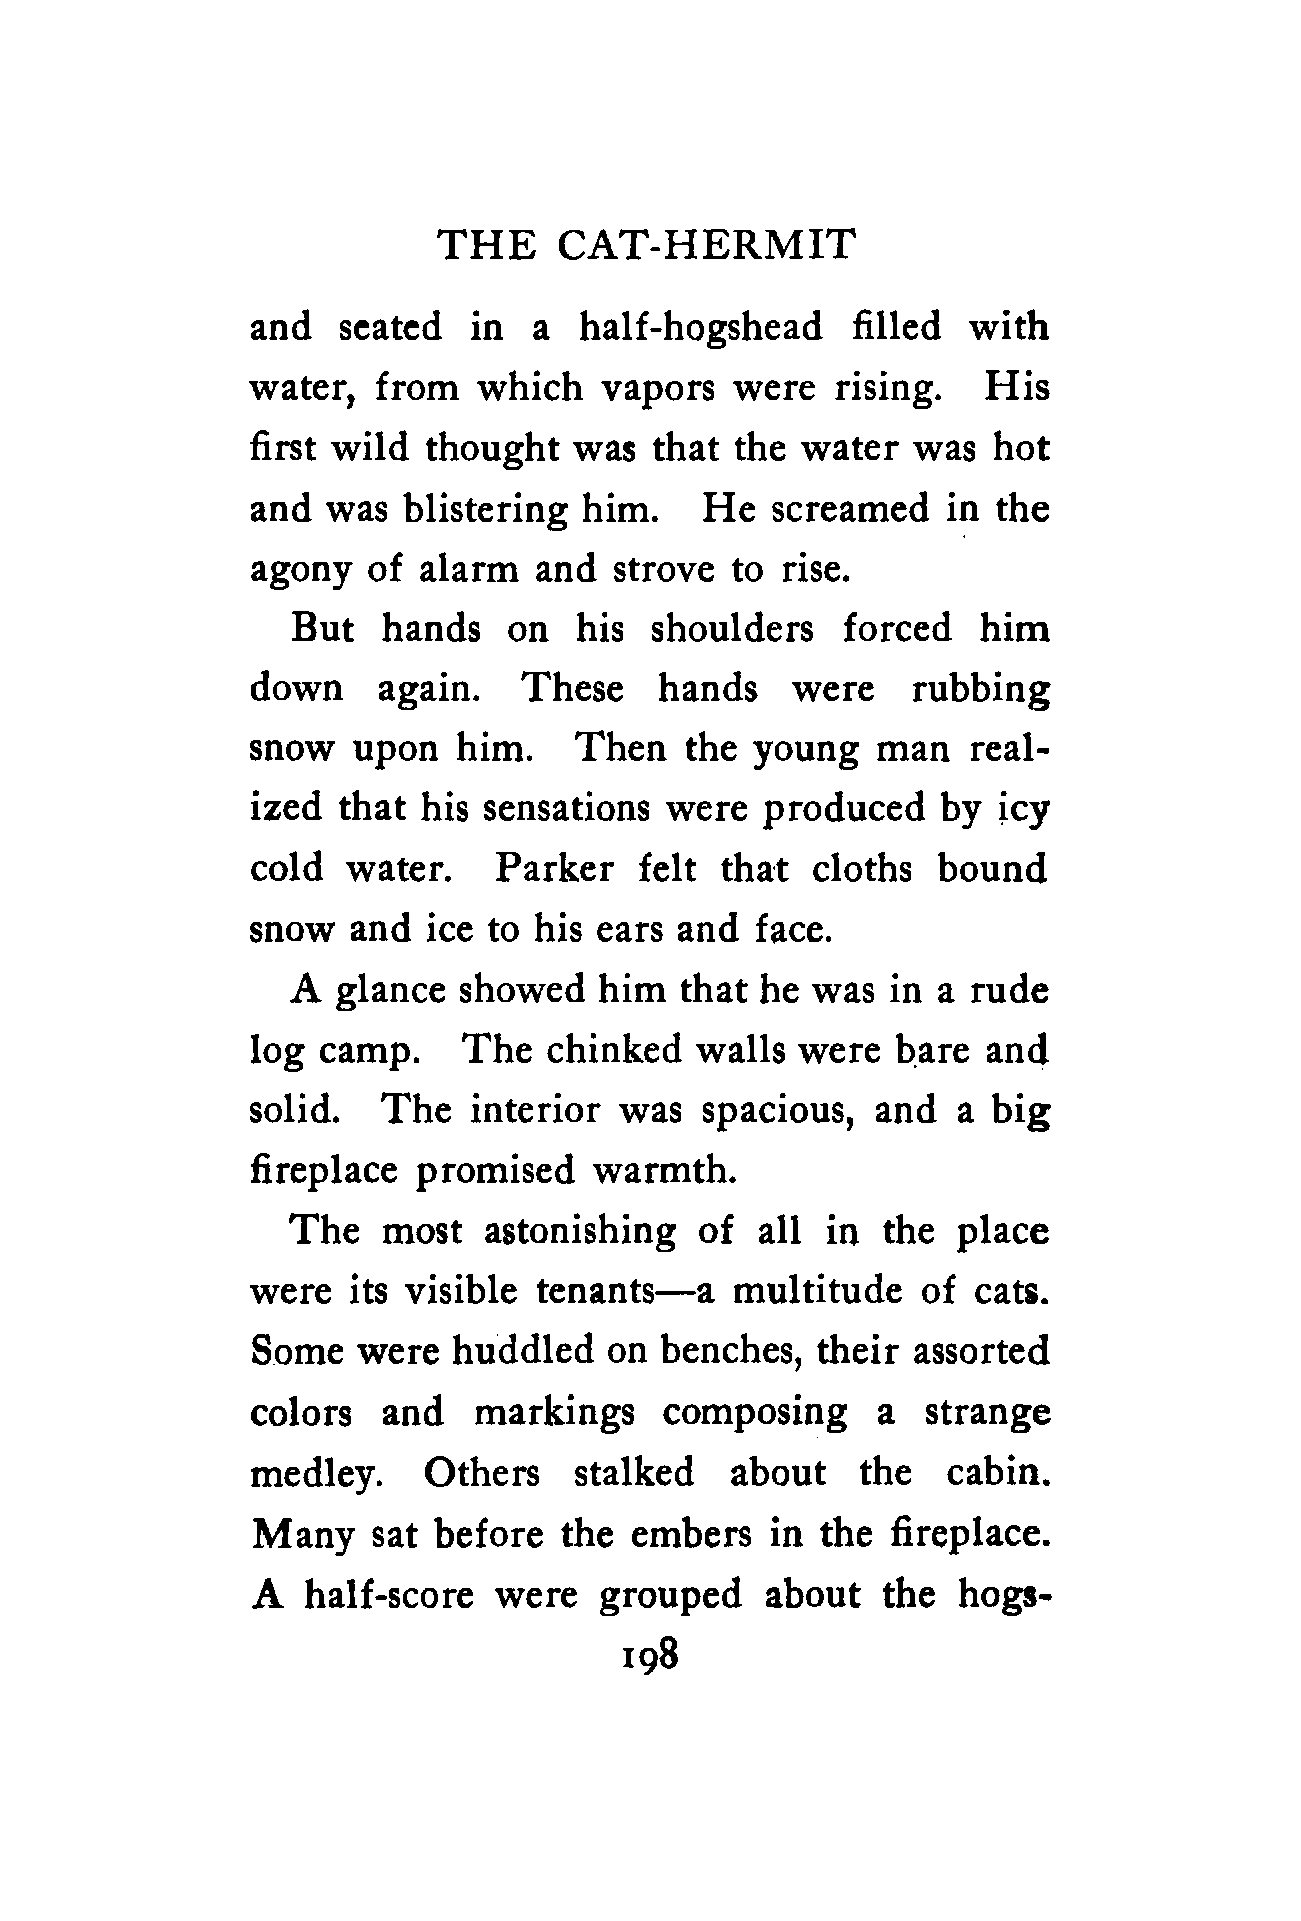 THE CAT-HERMIT
and seated in a half-hogshead filled with
water, from which vapors were rising. His
first wild thought was that the water was hot
and was blistering him. He screamed in the
agony of alarm and strove to rise.
But hands on his shoulders forced him
down again. These hands were rubbing
snow upon him. Then the young man real-
ized that his sensations were produced by icy
cold water. Parker felt that cloths bound
snow and ice to his ears and face.
A glance showed him that he was in a rude
log camp. The chinked walls were bare and
solid. The interior was spacious, and a big
fireplace promised warmth.
The most astonishing of all in the place
were its visible tenants—a multitude of cats.
Some were huddled on benches, their assorted
colors and markings composing a strange
medley. Others stalked about the cabin.
Many sat before the embers in the fireplace.
A half-score were grouped about the hogs-
198